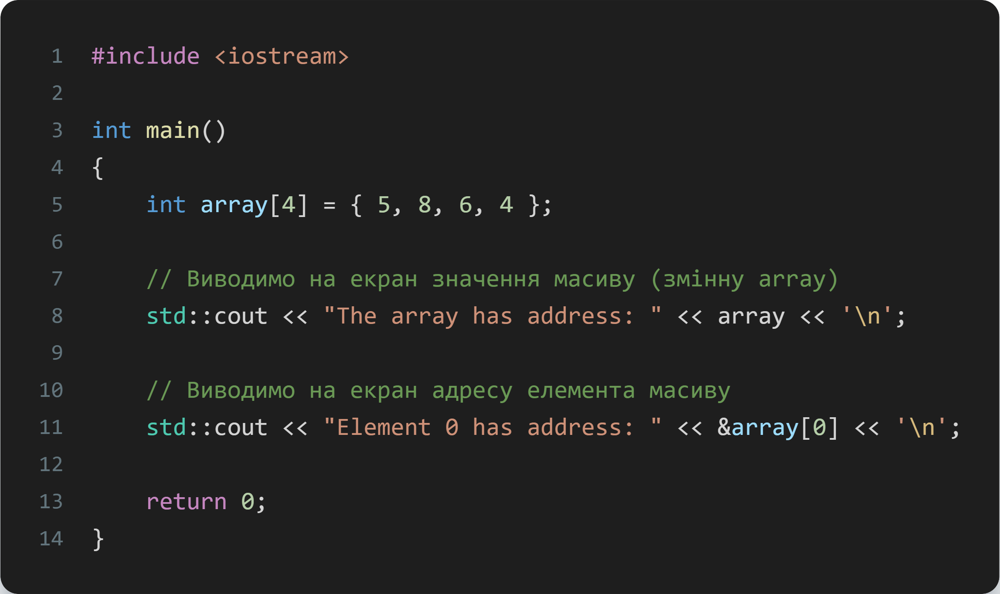 1 #include <iostream>
2
3 int main()
4 {
5     int array[4] = { 5, 8, 6, 4 };
6
7     // Виводимо на екран значення масиву (змінну array)
8     std::cout << "The array has address: " << array << '\n';
9
10     // Виводимо на екран адресу елемента масиву
11     std::cout << "Element 0 has address: " << &array[0] << '\n';
12
13     return 0;
14 }